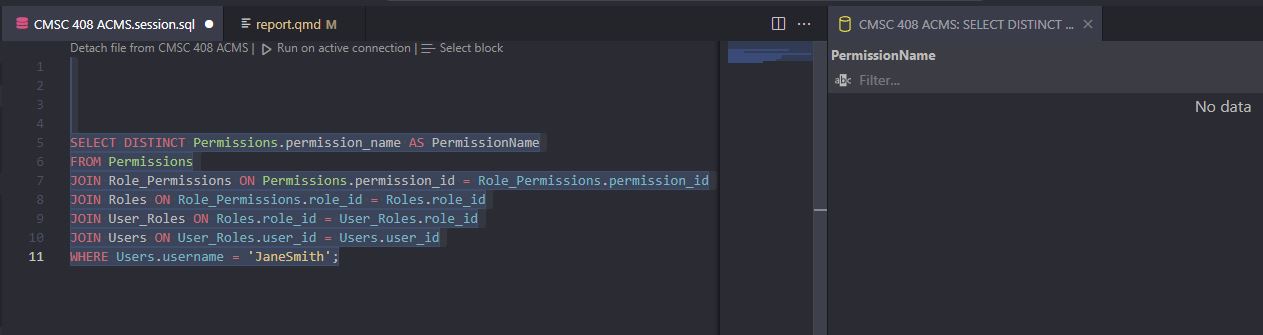 CMSC 408 ACMS.session.sql
report.qmd M
CMSC 408 ACMS: SELECT DISTINCT ...
Detach file from CMSC 408 ACMS | Run on active connection | Select block
1
2
3
4
5 SELECT DISTINCT Permissions.permission_name AS PermissionName
6 FROM Permissions
7 JOIN Role_Permissions ON Permissions.permission_id = Role_Permissions.permission_id
8 JOIN Roles ON Role_Permissions.role_id = Roles.role_id
9 JOIN User_Roles ON Roles.role_id = User_Roles.role_id
10 JOIN Users ON User_Roles.user_id = Users.user_id
11 WHERE Users.username = 'JaneSmith';
PermissionName
abc Filter...
No data